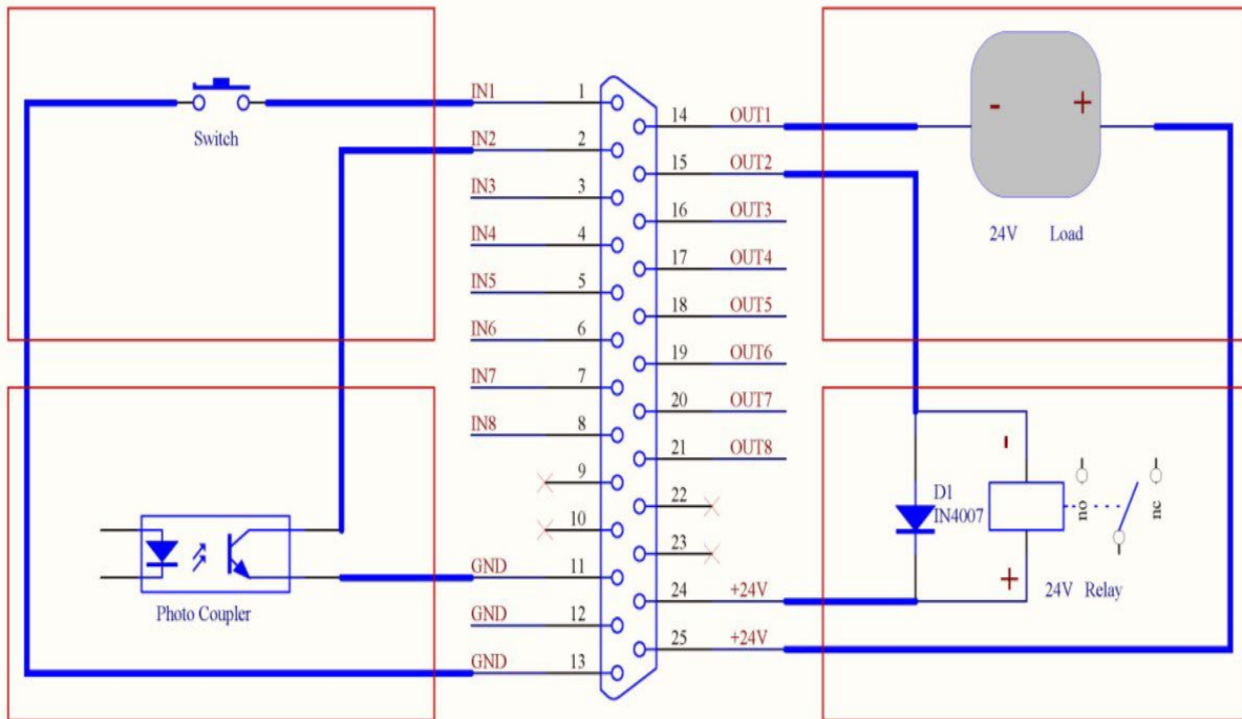 Switch
IN1 1
IN2 2
IN3 3
IN4 4
IN5 5
IN6 6
IN7 7
IN8 8
9
10
GND 11
GND 12
GND 13
Photo Coupler
14 OUT1
15 OUT2
16 OUT3
17 OUT4
18 OUT5
19 OUT6
20 OUT7
21 OUT8
22
23
24 +24V
25 +24V
- +
24V Load
-
D1
IN4007
no
nc
+
24V Relay